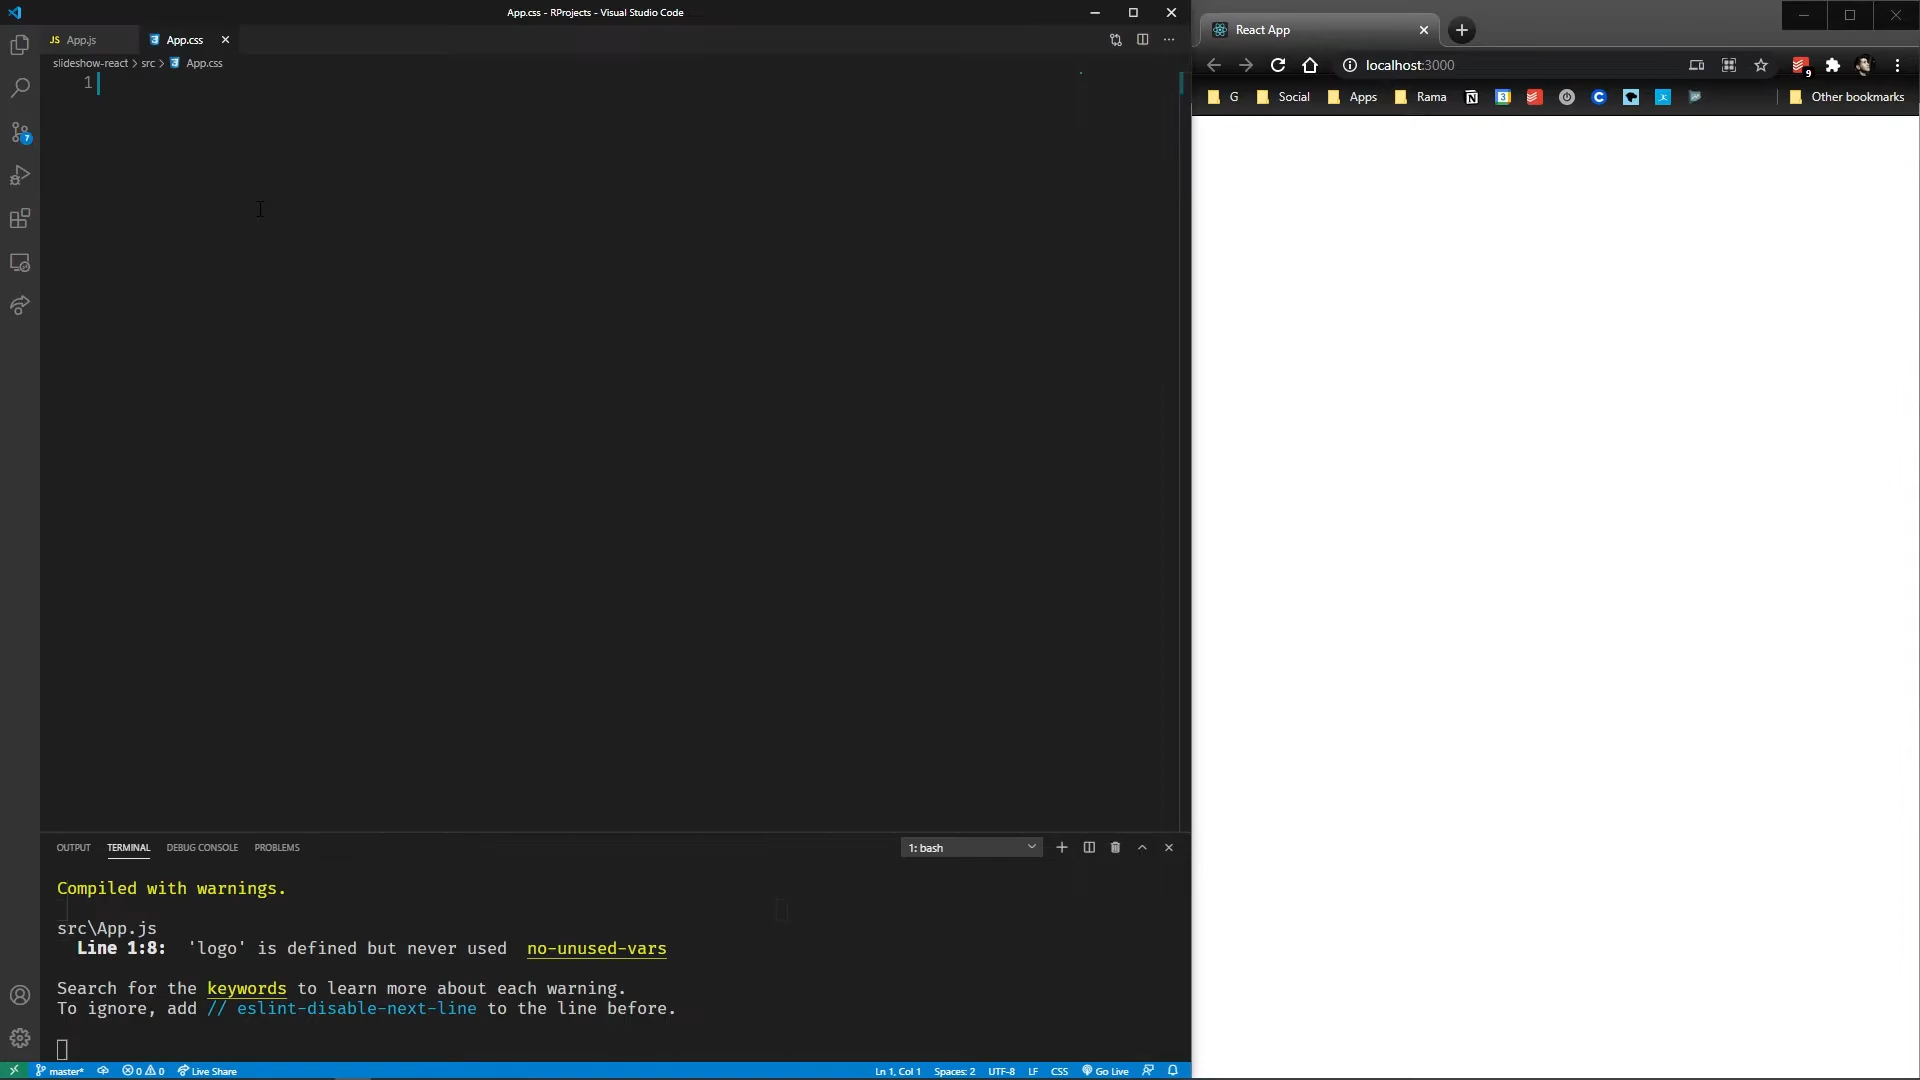 App.css - RProjects - Visual Studio Code
JS App.js
App.css
slideshow-react > src > App.css
1
OUTPUT TERMINAL DEBUG CONSOLE PROBLEMS
1: bash
Compiled with warnings.
src\App.js
Line 1:8: 'logo' is defined but never used no-unused-vars
Search for the keywords to learn more about each warning.
To ignore, add // eslint-disable-next-line to the line before.
master* 0 0 Live Share
Ln 1, Col 1 Spaces: 2 UTF-8 LF CSS Go Live
7
React App
localhost:3000
9
G Social Apps Rama Other bookmarks